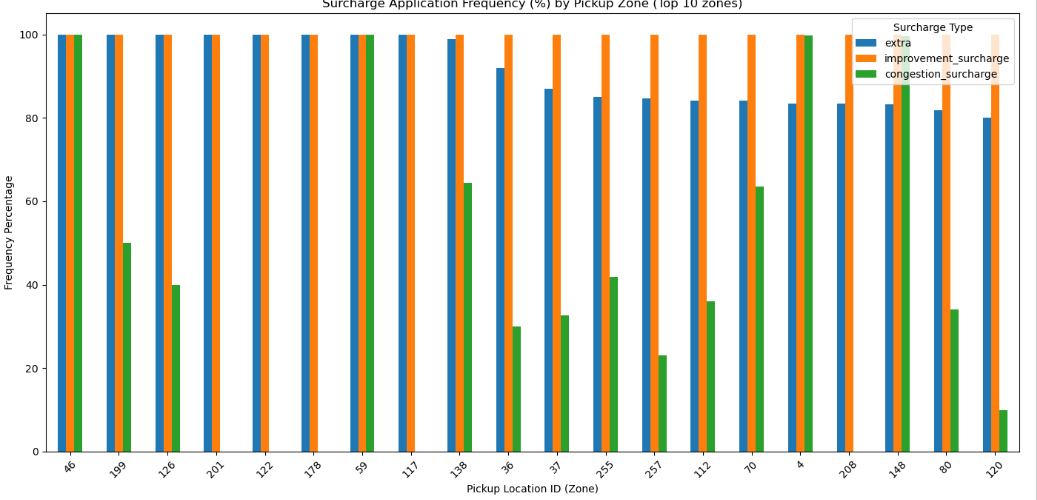 Surcharge Application Frequency (%) by Pickup Zone (Top 10 zones)
Surcharge Type
extra
improvement_surcharge
congestion_surcharge
Frequency Percentage
100
80
60
40
20
0
46 199 126 201 122 178 59 117 138 36 37 255 257 112 70 4 208 148 80 120
Pickup Location ID (Zone)